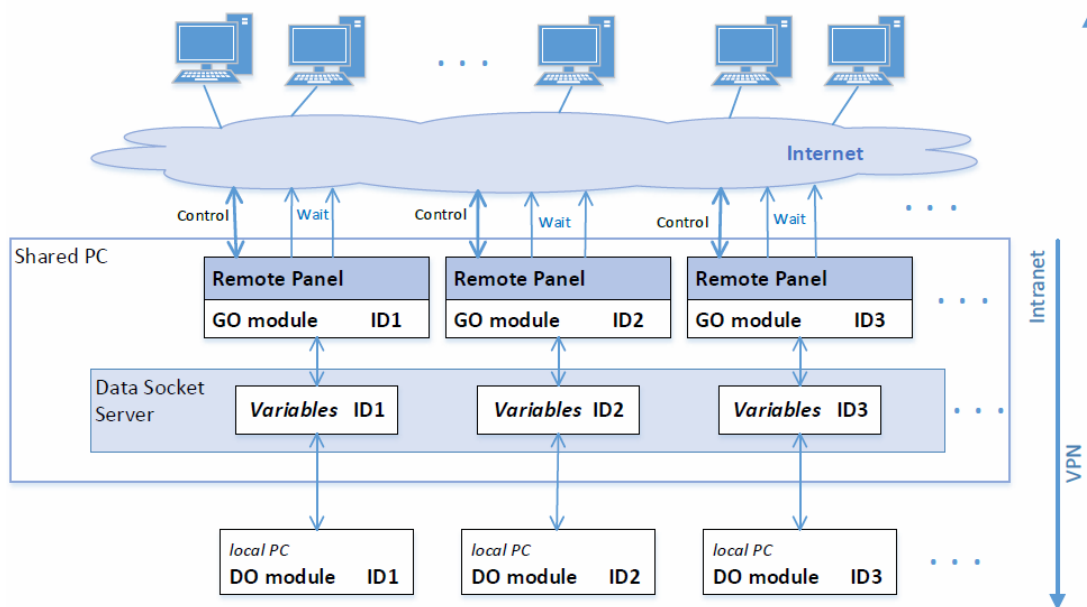 Internet
Control
Wait
Control
Wait
Control
Wait
Shared PC
Remote Panel
GO module ID1
Remote Panel
GO module ID2
Remote Panel
GO module ID3
Data Socket
Server
Variables ID1
Variables ID2
Variables ID3
local PC
DO module ID1
local PC
DO module ID2
local PC
DO module ID3
Intranet
VPN